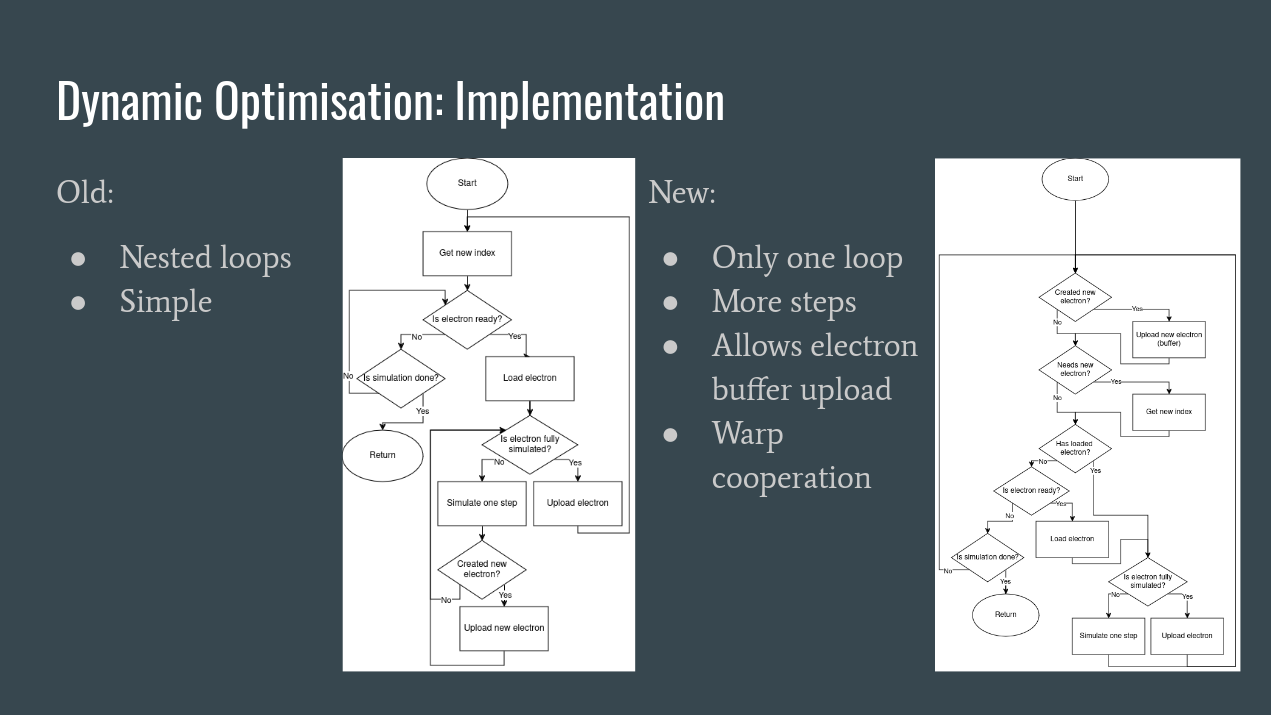 Dynamic Optimisation: Implementation
Old:
● Nested loops
● Simple
Start
Get new index
Is electron ready?
No
Yes
Is simulation done?
Load electron
No
Yes
Return
Is electron fully
simulated?
No
Yes
Simulate one step
Upload electron
Created new
electron?
No
Yes
Upload new electron
New:
● Only one loop
● More steps
● Allows electron
buffer upload
● Warp
cooperation
Start
Created new
electron?
Yes
No
Upload new electron
(buffer)
Needs new
electron?
Yes
No
Get new index
Has loaded
electron?
No
Yes
Is electron ready?
Yes
No
Load electron
Is simulation done?
No
Yes
Return
Is electron fully
simulated?
No
Yes
Simulate one step
Upload electron